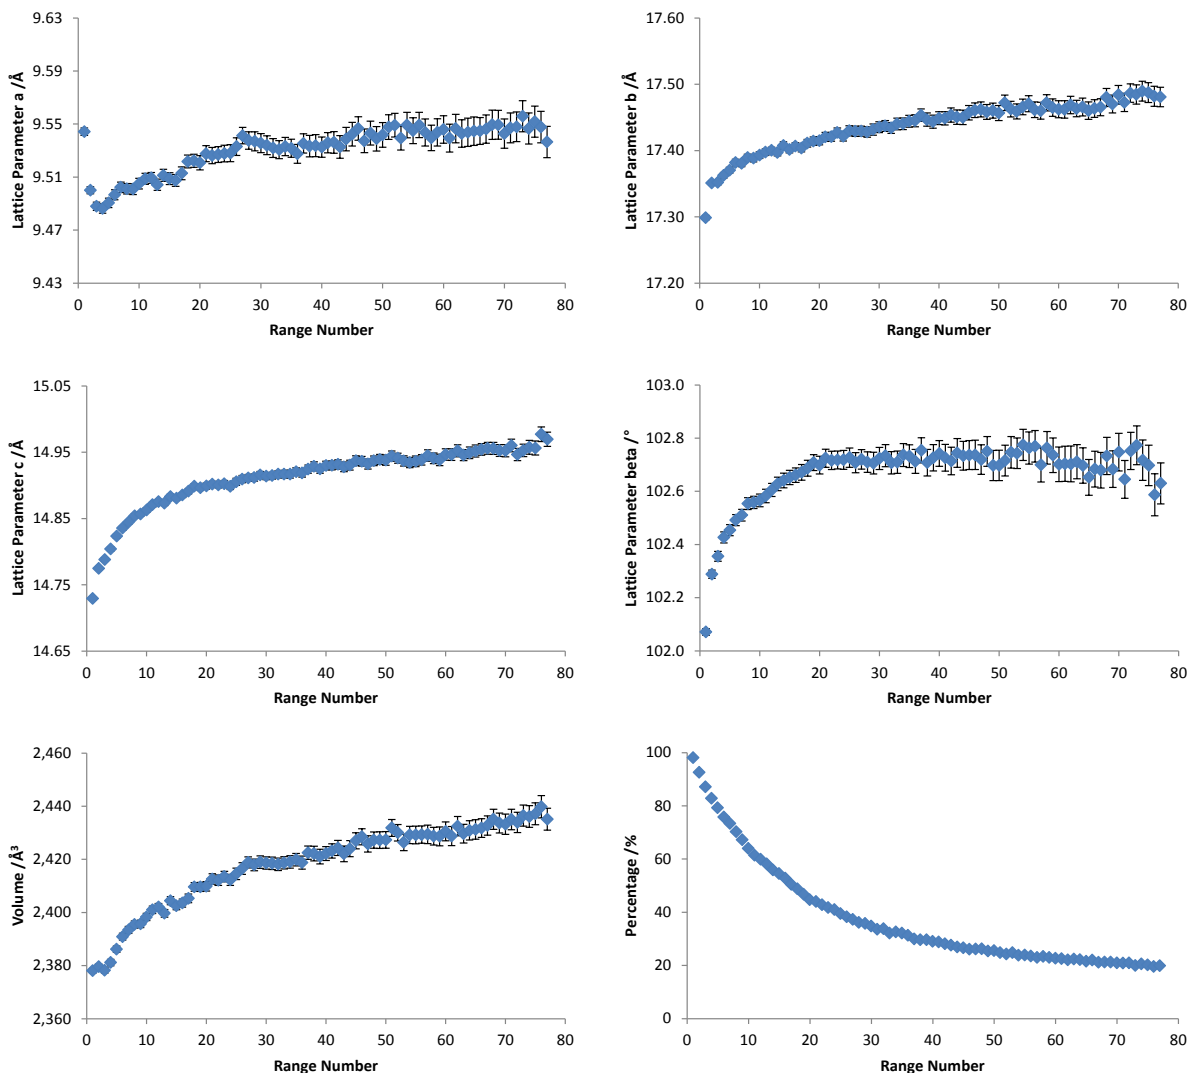 Lattice Parameter a /Å
9.63
9.59
9.55
9.51
9.47
9.43
0 10 20 30 40 50 60 70 80
Range Number
Lattice Parameter b /Å
17.60
17.50
17.40
17.30
17.20
0 10 20 30 40 50 60 70 80
Range Number
Lattice Parameter c /Å
15.05
14.95
14.85
14.75
14.65
0 10 20 30 40 50 60 70 80
Range Number
Lattice Parameter beta /°
103.0
102.8
102.6
102.4
102.2
102.0
0 10 20 30 40 50 60 70 80
Range Number
Volume /Å³
2,460
2,440
2,420
2,400
2,380
2,360
0 10 20 30 40 50 60 70 80
Range Number
Percentage /%
100
80
60
40
20
0
0 10 20 30 40 50 60 70 80
Range Number